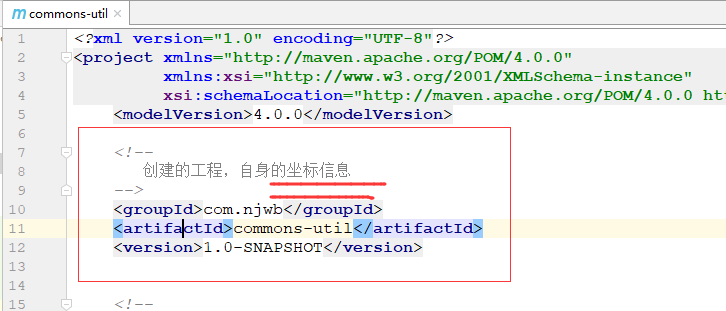 m commons-util ×
1 <?xml version="1.0" encoding="UTF-8"?>
2 <project xmlns="http://maven.apache.org/POM/4.0.0"
3 xmlns:xsi="http://www.w3.org/2001/XMLSchema-instance"
4 xsi:schemaLocation="http://maven.apache.org/POM/4.0.0 htt
5 <modelVersion>4.0.0</modelVersion>
6
7 <!--
8 创建的工程，自身的坐标信息
9 -->
10 <groupId>com.njwb</groupId>
11 <artifactId>commons-util</artifactId>
12 <version>1.0-SNAPSHOT</version>
13
14
15 <!--